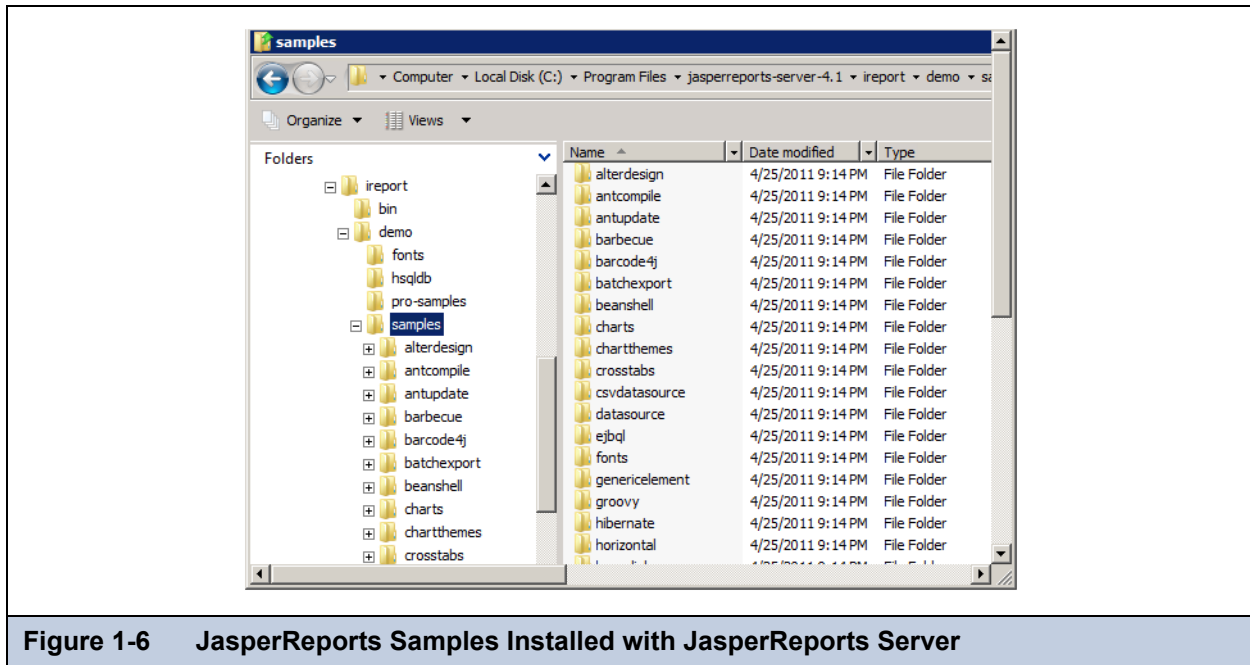 samples
Computer Local Disk (C:) Program Files jasperreports-server-4.1 ireport demo sa
Organize Views
Folders
ireport
bin
demo
fonts
hsqldb
pro-samples
samples
alterdesign
antcompile
antupdate
barbecue
barcode4j
batchexport
beanshell
charts
chartthemes
crosstabs
Name Date modified Type
alterdesign 4/25/2011 9:14 PM File Folder
antcompile 4/25/2011 9:14 PM File Folder
antupdate 4/25/2011 9:14 PM File Folder
barbecue 4/25/2011 9:14 PM File Folder
barcode4j 4/25/2011 9:14 PM File Folder
batchexport 4/25/2011 9:14 PM File Folder
beanshell 4/25/2011 9:14 PM File Folder
charts 4/25/2011 9:14 PM File Folder
chartthemes 4/25/2011 9:14 PM File Folder
crosstabs 4/25/2011 9:14 PM File Folder
csvdatasource 4/25/2011 9:14 PM File Folder
datasource 4/25/2011 9:14 PM File Folder
ejbql 4/25/2011 9:14 PM File Folder
fonts 4/25/2011 9:14 PM File Folder
genericelement 4/25/2011 9:14 PM File Folder
groovy 4/25/2011 9:14 PM File Folder
hibernate 4/25/2011 9:14 PM File Folder
horizontal 4/25/2011 9:14 PM File Folder
Figure 1-6 JasperReports Samples Installed with JasperReports Server